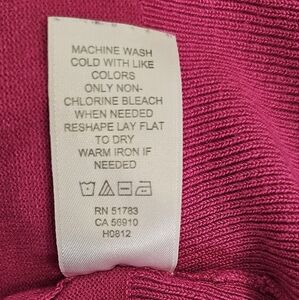 MACHINE WASH
COLD WITH LIKE
COLORS
ONLY NON-
CHLORINE BLEACH
WHEN NEEDED
RESHAPE LAY FLAT
TO DRY
WARM IRON IF
NEEDED
RN 51783
CA 56910
H0812